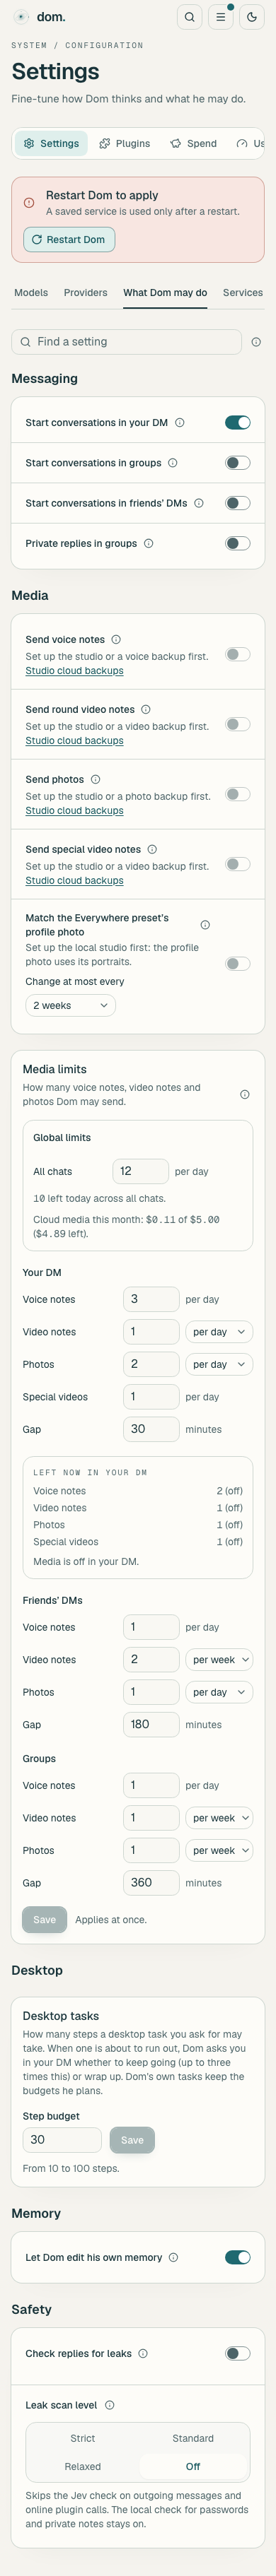 dom.
SYSTEM / CONFIGURATION
Settings
Fine-tune how Dom thinks and what he may do.
Settings Plugins Spend Us
Restart Dom to apply
A saved service is used only after a restart.
Restart Dom
Models Providers What Dom may do Services
Find a setting
Messaging
Start conversations in your DM
Start conversations in groups
Start conversations in friends' DMs
Private replies in groups
Media
Send voice notes
Set up the studio or a voice backup first.
Studio cloud backups
Send round video notes
Set up the studio or a video backup first.
Studio cloud backups
Send photos
Set up the studio or a photo backup first.
Studio cloud backups
Send special video notes
Set up the studio or a video backup first.
Studio cloud backups
Match the Everywhere preset's
profile photo
Set up the local studio first: the profile
photo uses its portraits.
Change at most every
2 weeks
Media limits
How many voice notes, video notes and
photos Dom may send.
Global limits
All chats 12 per day
10 left today across all chats.
Cloud media this month: $0.11 of $5.00
($4.89 left).
Your DM
Voice notes 3 per day
Video notes 1 per day
Photos 2 per day
Special videos 1 per day
Gap 30 minutes
LEFT NOW IN YOUR DM
Voice notes 2 (off)
Video notes 1 (off)
Photos 1 (off)
Special videos 1 (off)
Media is off in your DM.
Friends' DMs
Voice notes 1 per day
Video notes 2 per week
Photos 1 per day
Gap 180 minutes
Groups
Voice notes 1 per day
Video notes 1 per week
Photos 1 per week
Gap 360 minutes
Save Applies at once.
Desktop
Desktop tasks
How many steps a desktop task you ask for may
take. When one is about to run out, Dom asks you
in your DM whether to keep going (up to three
times this) or wrap up. Dom's own tasks keep the
budgets he plans.
Step budget
30 Save
From 10 to 100 steps.
Memory
Let Dom edit his own memory
Safety
Check replies for leaks
Leak scan level
Strict Standard
Relaxed Off
Skips the Jev check on outgoing messages and
online plugin calls. The local check for passwords
and private notes stays on.